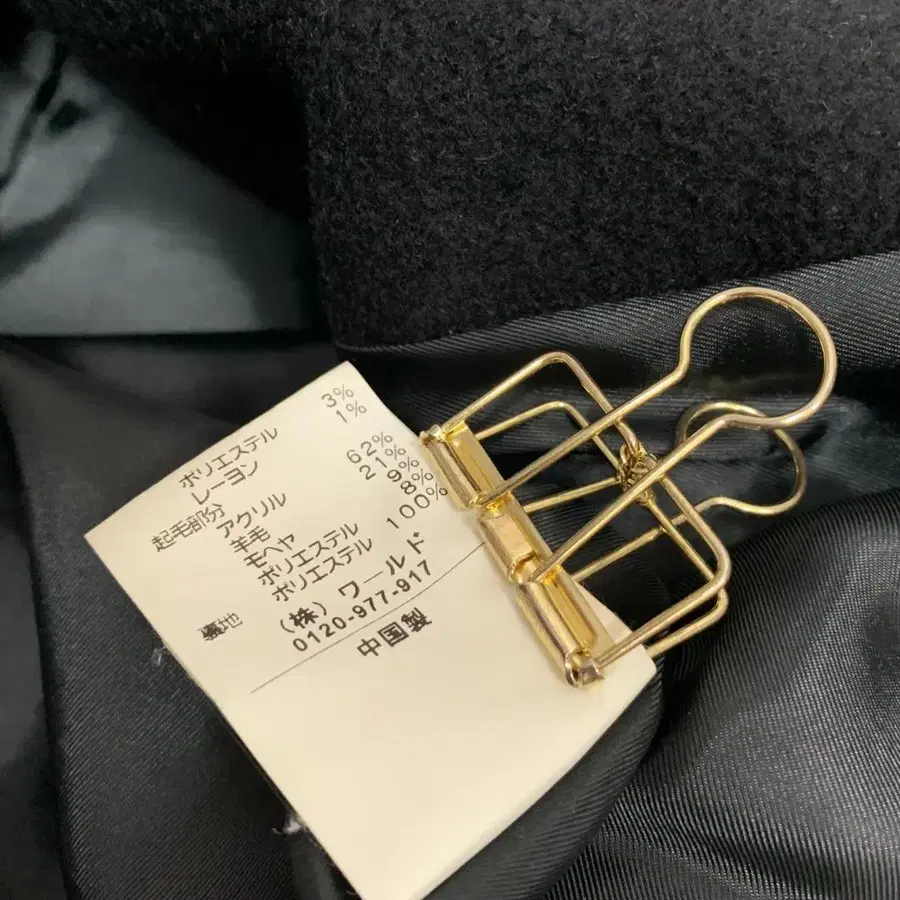 ポリエステル 3%
レーヨン 1%
起毛部分
アクリル 62%
羊毛 21%
モヘヤ 9%
ポリエステル 8%
裏地 ポリエステル 100%
(株) ワールド
0120-977-917
中国製